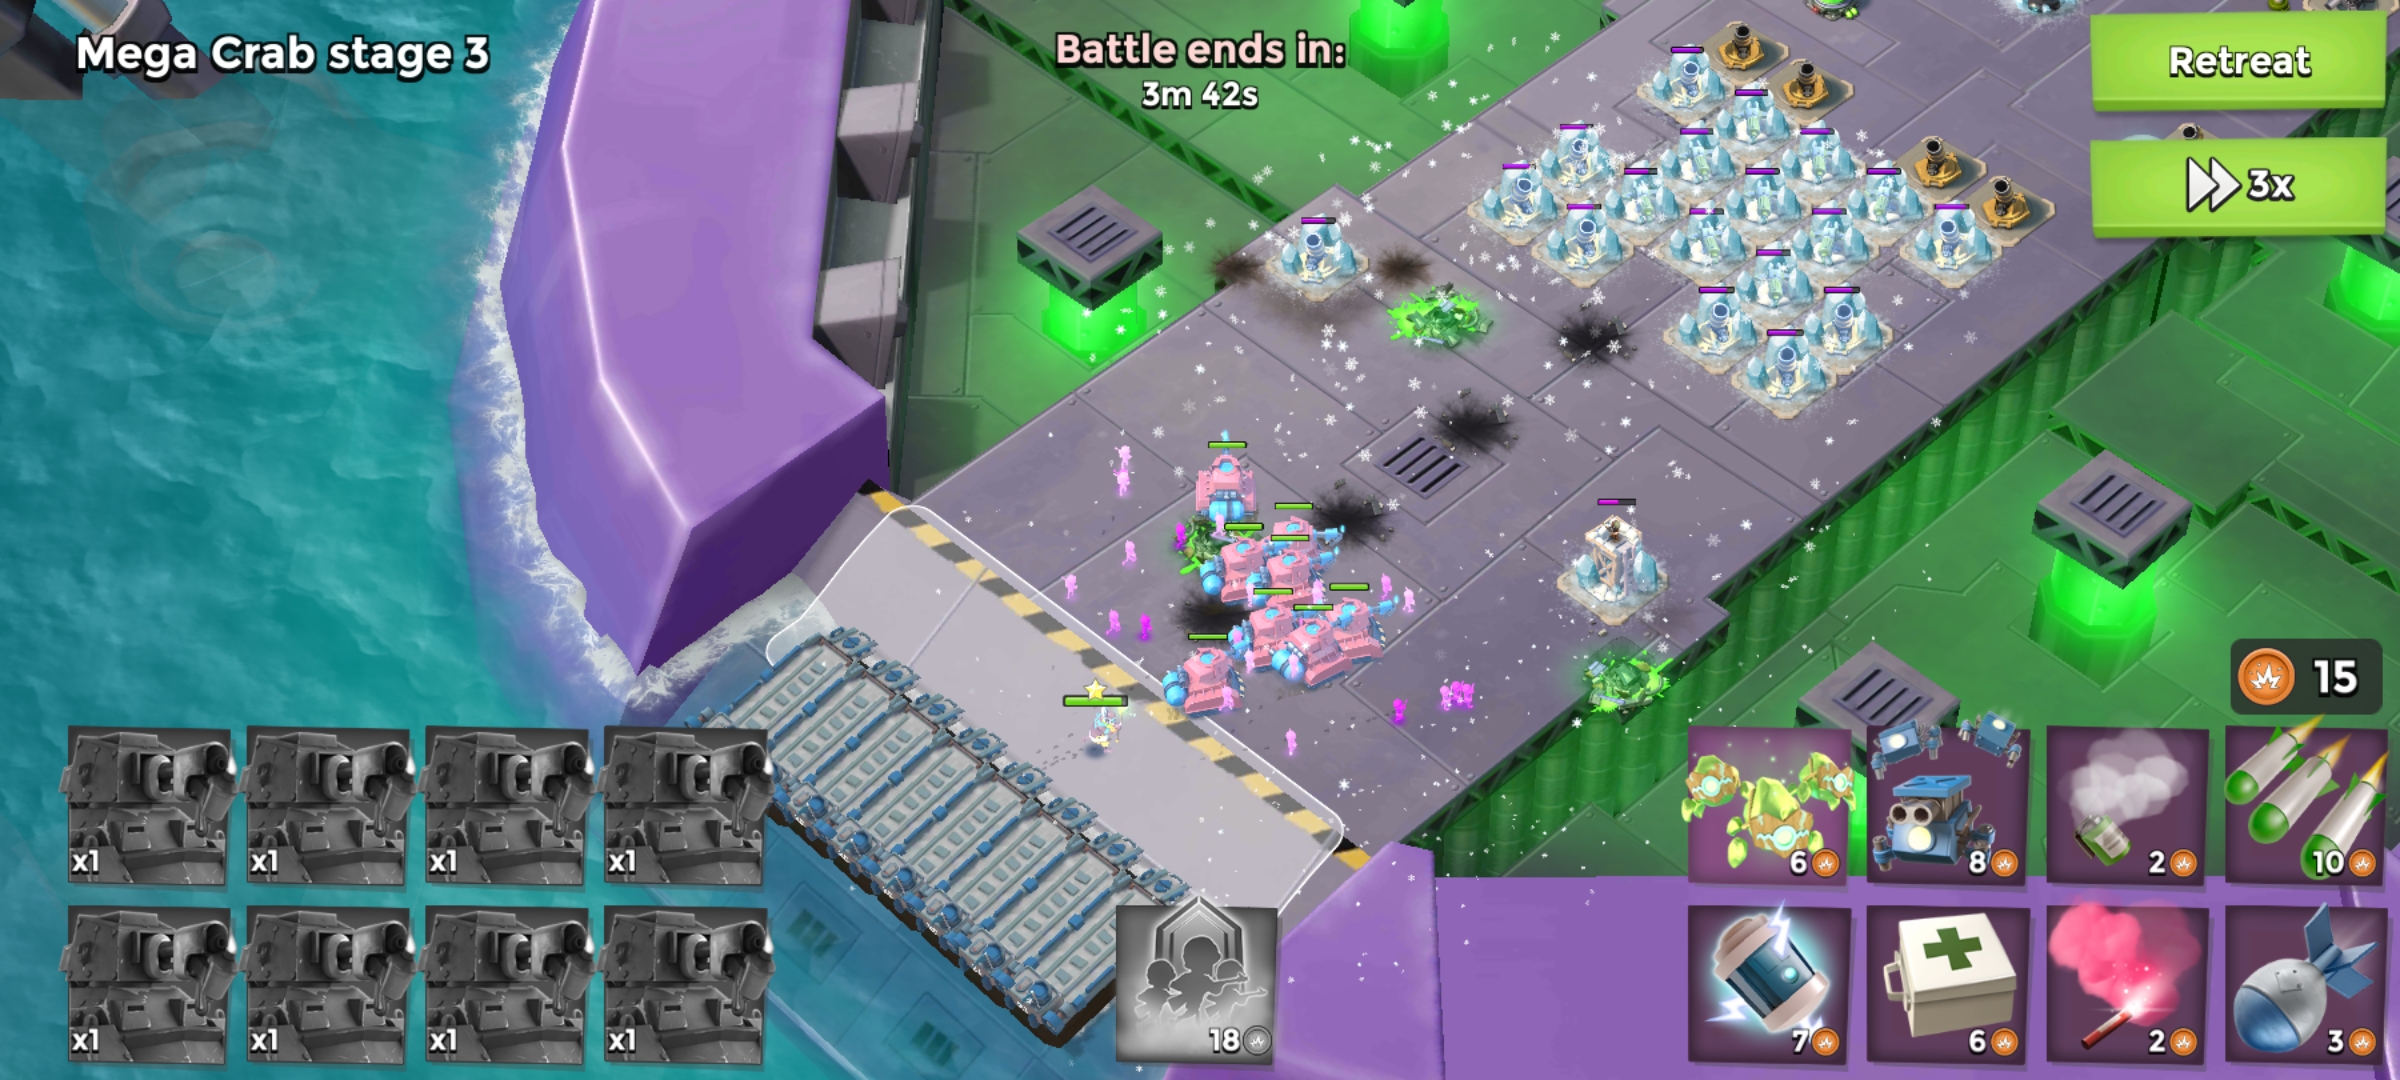 Mega Crab stage 3
Battle ends in:
3m 42s
Retreat
3x
15
x1
x1
x1
x1
6
8
2
10
x1
x1
x1
x1
18
7
6
2
3